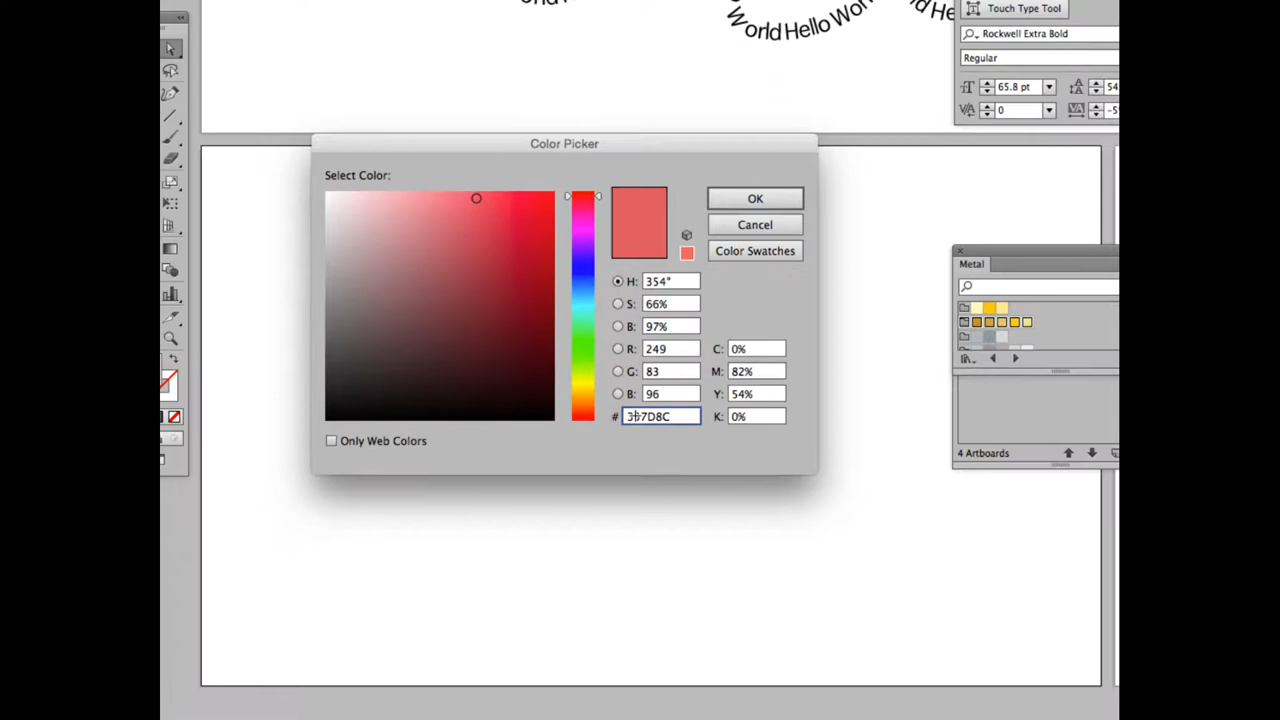 World Hello Wor
Touch Type Tool
Rockwell Extra Bold
Regular
65.8 pt
54
0
Color Picker
Select Color:
OK
Cancel
Color Swatches
H: 354°
S: 66%
B: 97%
R: 249
C: 0%
G: 83
M: 82%
B: 96
Y: 54%
#
K: 0%
Only Web Colors
Metal
4 Artboards